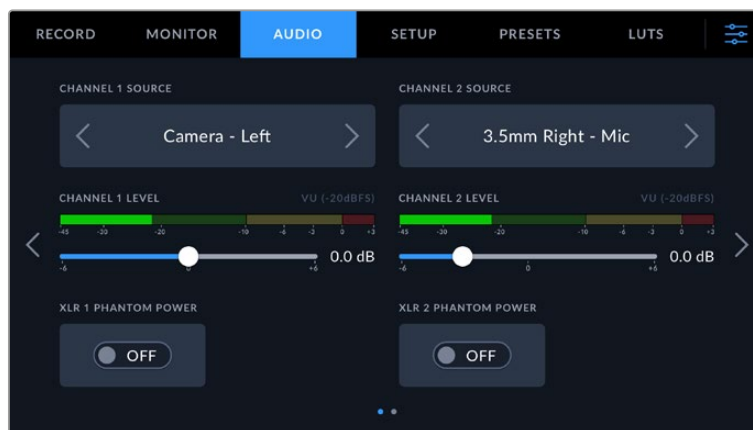 RECORD MONITOR AUDIO SETUP PRESETS LUTS
CHANNEL 1 SOURCE CHANNEL 2 SOURCE
Camera - Left 3.5mm Right - Mic
CHANNEL 1 LEVEL VU (-20dBFS) CHANNEL 2 LEVEL VU (-20dBFS)
-45 -30 -20 -10 -6 -3 0 +3 -45 -30 -20 -10 -6 -3 0 +3
0.0 dB 0.0 dB
-6 0 +6 -6 0 +6
XLR 1 PHANTOM POWER XLR 2 PHANTOM POWER
OFF OFF